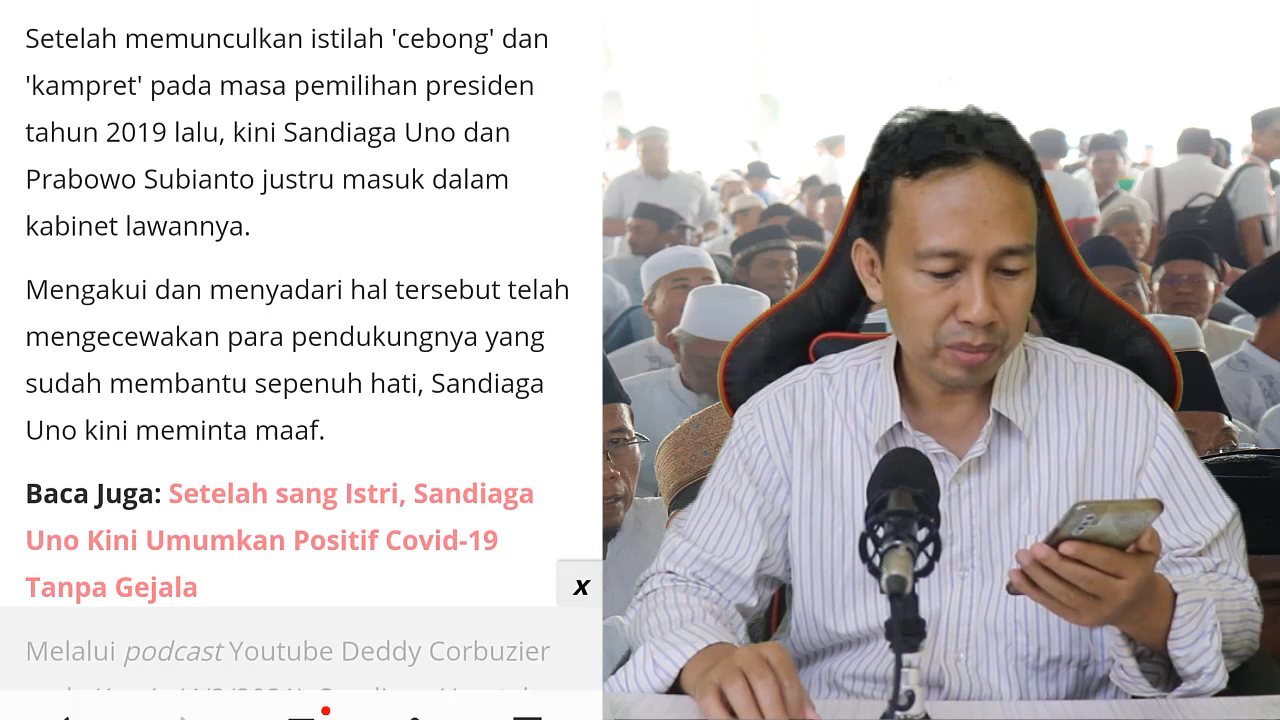 Setelah memunculkan istilah 'cebong' dan
'kampret' pada masa pemilihan presiden
tahun 2019 lalu, kini Sandiaga Uno dan
Prabowo Subianto justru masuk dalam
kabinet lawannya.
Mengakui dan menyadari hal tersebut telah
mengecewakan para pendukungnya yang
sudah membantu sepenuh hati, Sandiaga
Uno kini meminta maaf.
Baca Juga: Setelah sang Istri, Sandiaga
Uno Kini Umumkan Positif Covid-19
Tanpa Gejala
x
Melalui podcast Youtube Deddy Corbuzier